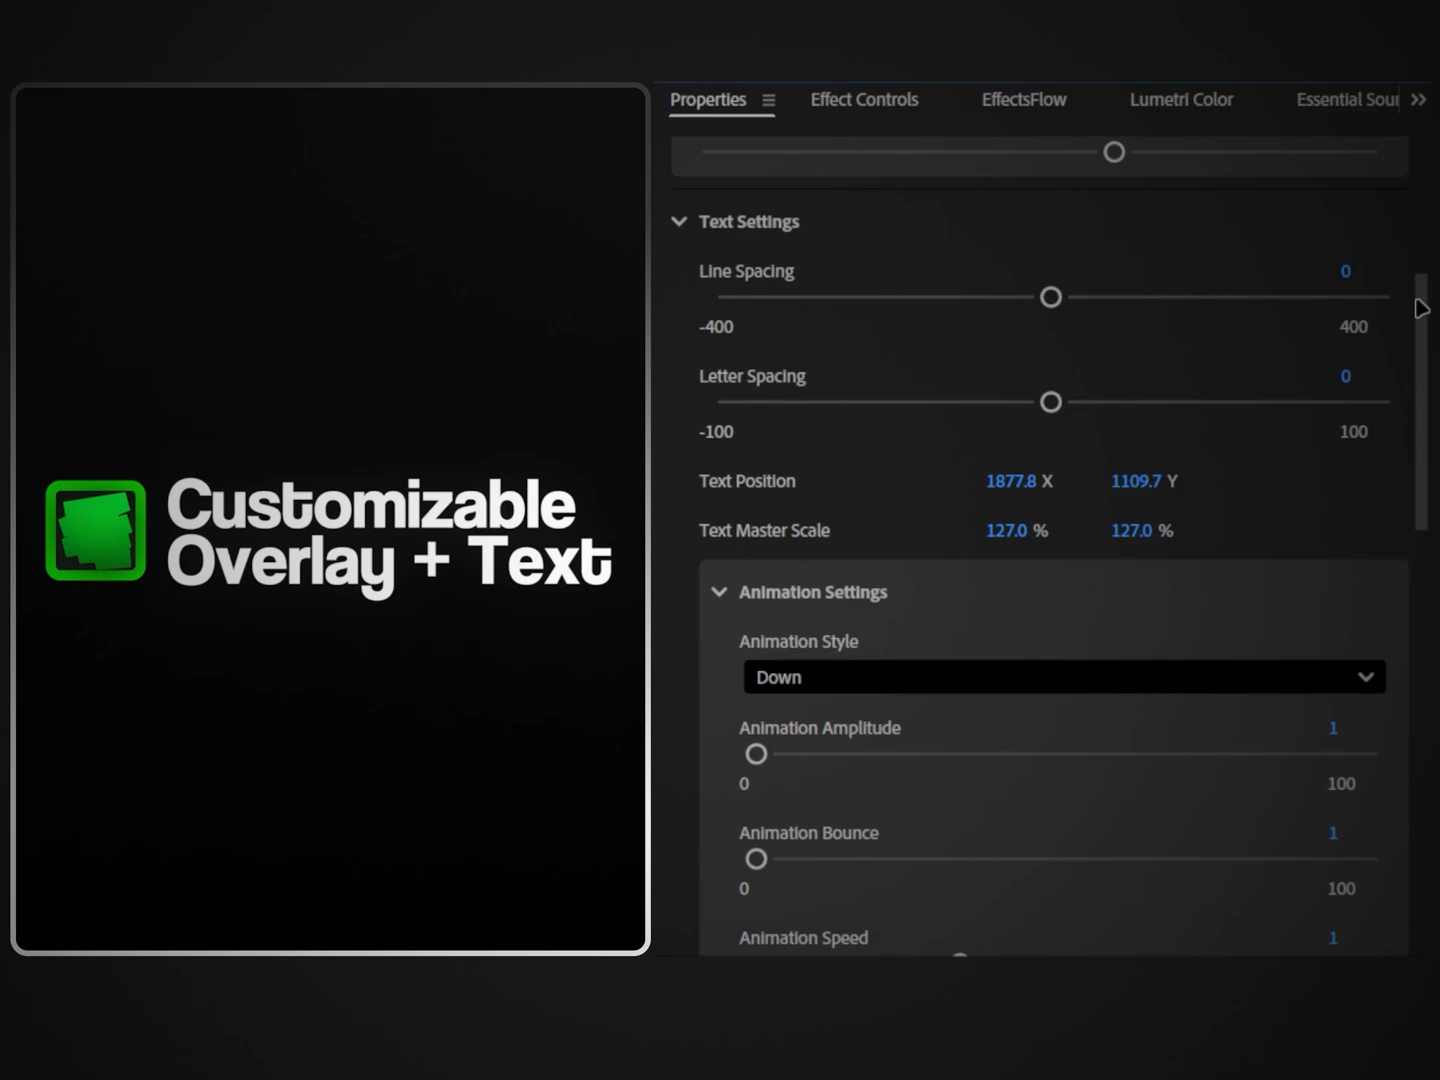 Customizable
Overlay + Text
Properties Effect Controls EffectsFlow Lumetri Color Essential Sour
Text Settings
Line Spacing 0
-400 400
Letter Spacing 0
-100 100
Text Position 1877.8 X 1109.7 Y
Text Master Scale 127.0 % 127.0 %
Animation Settings
Animation Style
Down
Animation Amplitude 1
0 100
Animation Bounce 1
0 100
Animation Speed 1